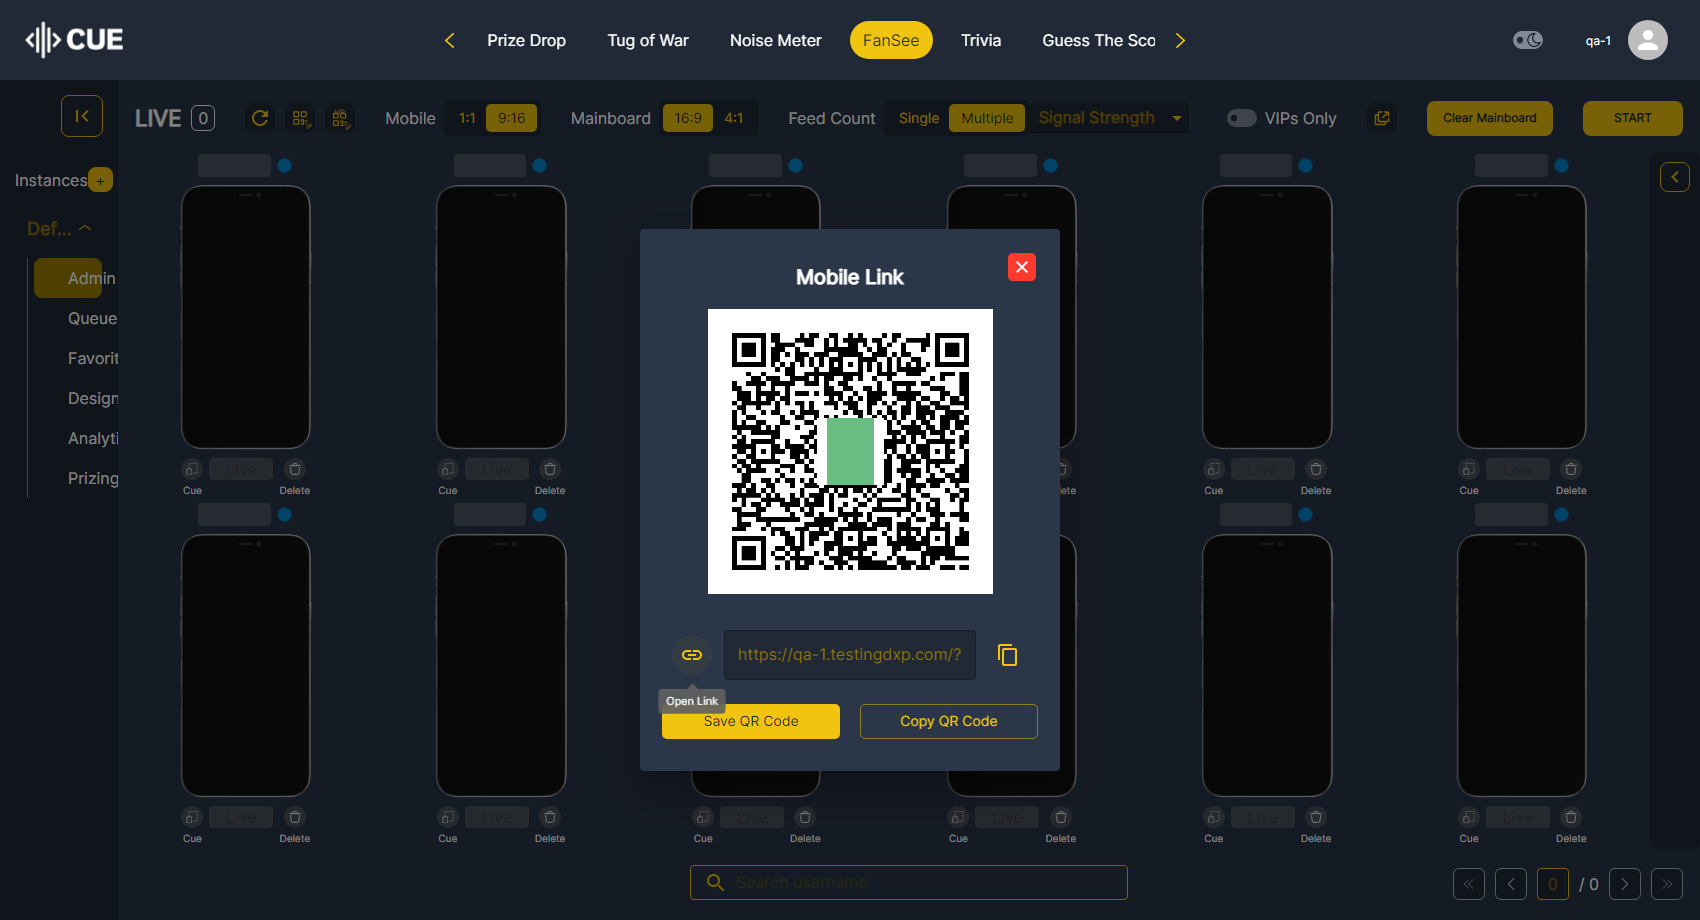 CUE
Prize Drop
Tug of War
Noise Meter
FanSee
Trivia
Guess The Sco
qa-1
LIVE 0
Mobile
1:1
9:16
Mainboard
16:9
4:1
Feed Count
Single
Multiple
Signal Strength
VIPs Only
Clear Mainboard
START
Instances +
Def...
Admin
Queue
Favorit
Design
Analyti
Prizing
Mobile Link
https://qa-1.testingdxp.com/?
Open Link
Save QR Code
Copy QR Code
Live
Live
Live
Live
Cue
Delete
Cue
Delete
ete
Cue
Delete
Cue
Delete
Live
Live
Live
Live
Live
Live
Cue
Delete
Cue
Delete
Cue
Delete
Cue
Delete
Cue
Delete
Cue
Delete
Search username
0 / 0